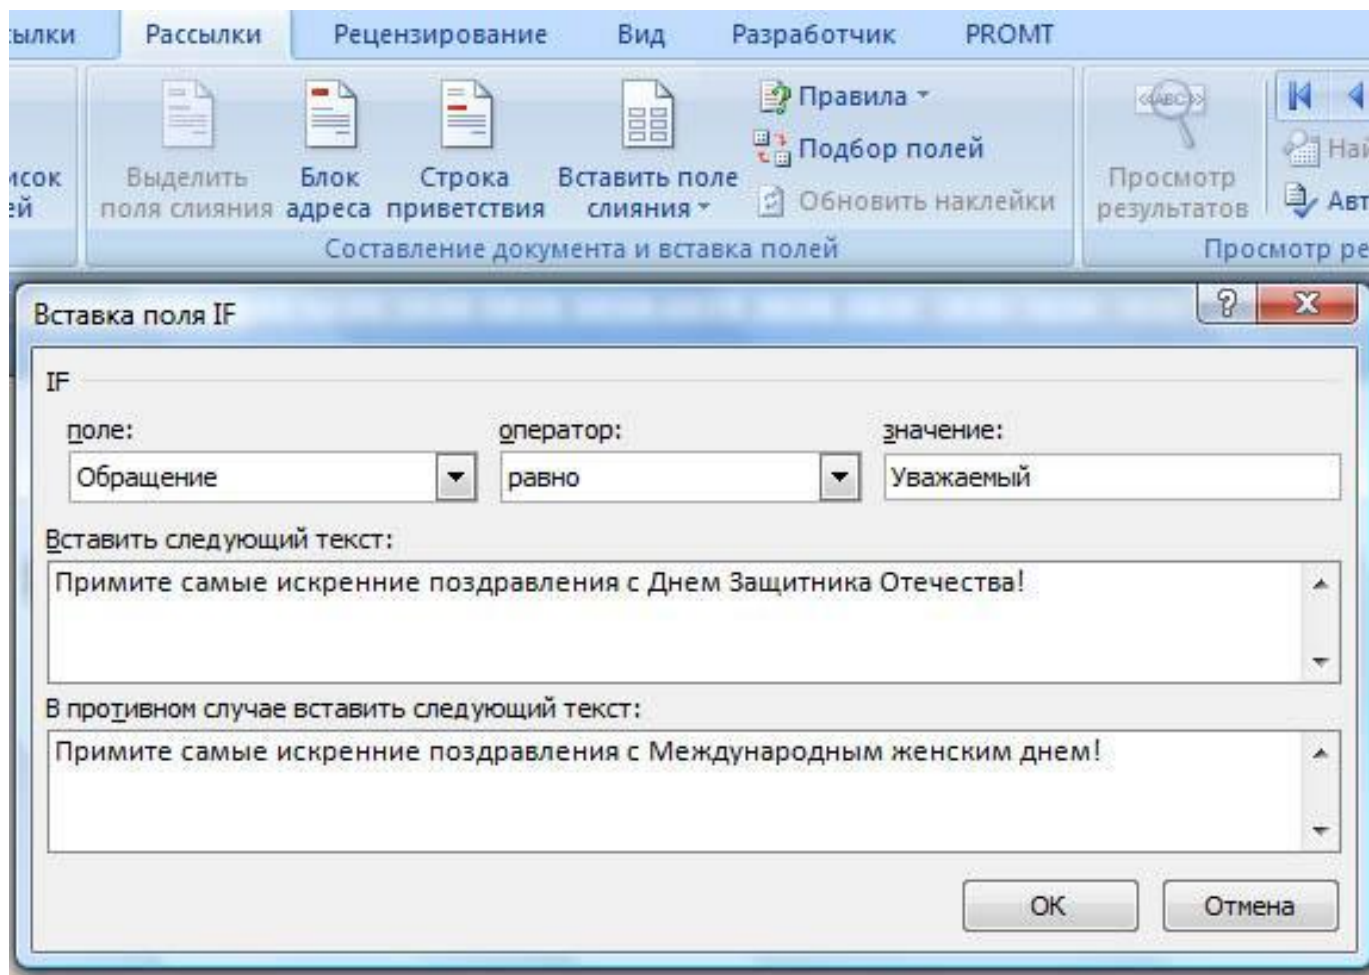 сылки Рассылки Рецензирование Вид Разработчик PROMT
Правила
Подбор полей
Обновить наклейки
Выделить поля слияния
Блок адреса
Строка приветствия
Вставить поле слияния
Просмотр результатов
Составление документа и вставка полей
Вставка поля IF
IF
поле: оператор: значение:
Обращение равно Уважаемый
Вставить следующий текст:
Примите самые искренние поздравления с Днем Защитника Отечества!
В противном случае вставить следующий текст:
Примите самые искренние поздравления с Международным женским днем!
ОК Отмена